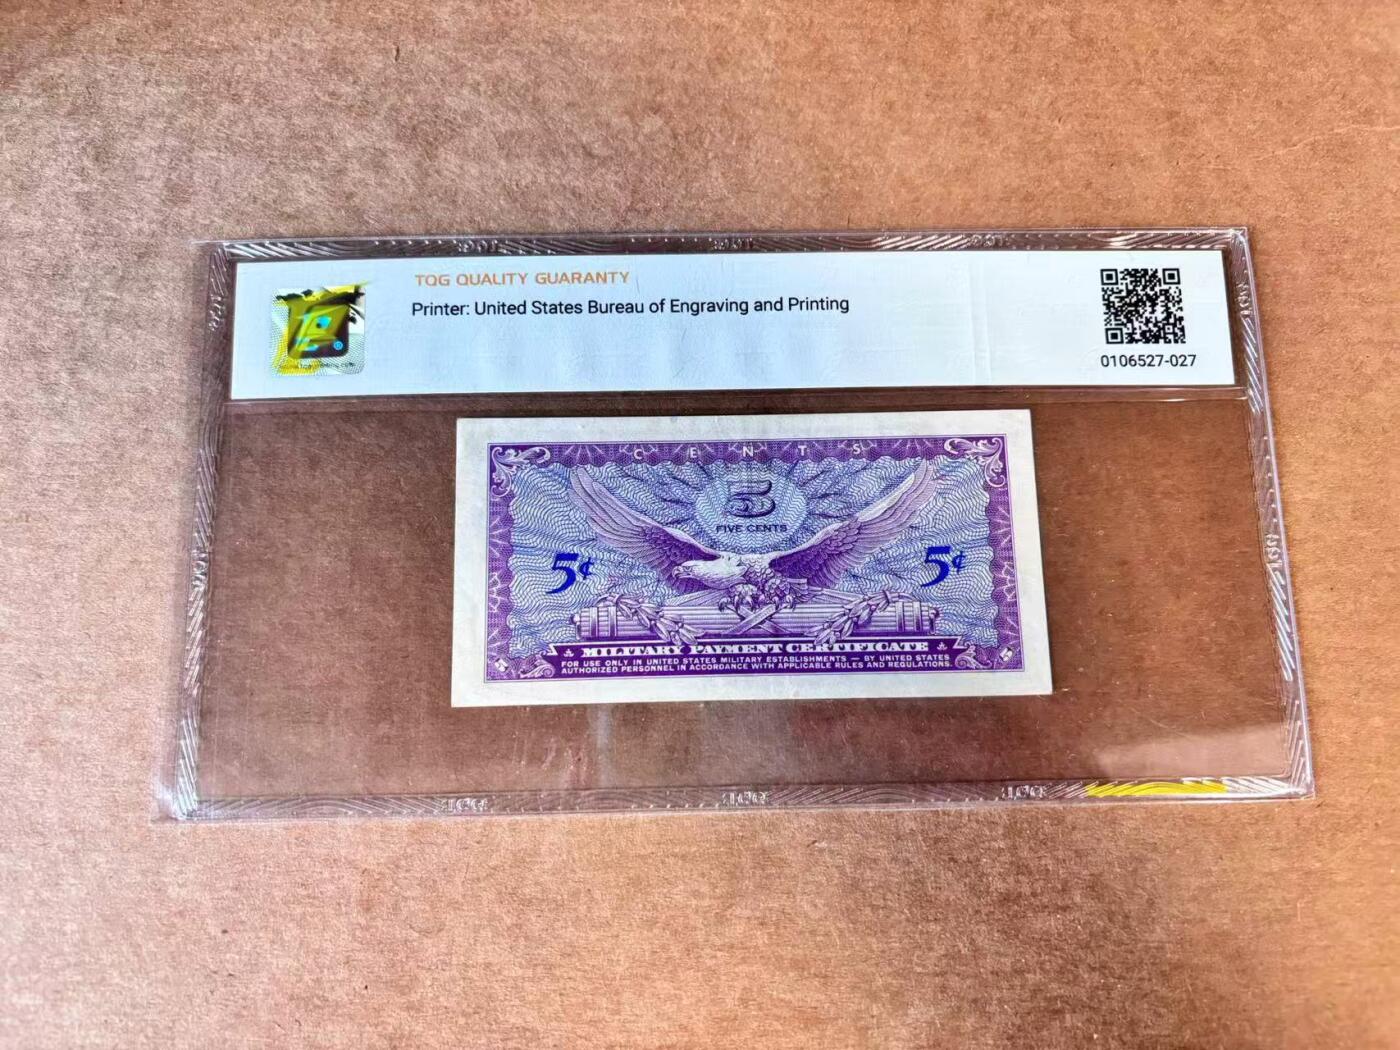 TQG QUALITY GUARANTY
Printer: United States Bureau of Engraving and Printing
0106527-027
CENTS
5
FIVE CENTS
5¢
5¢
MILITARY PAYMENT CERTIFICATE
FOR USE ONLY IN UNITED STATES MILITARY ESTABLISHMENTS — BY UNITED STATES
AUTHORIZED PERSONNEL IN ACCORDANCE WITH APPLICABLE RULES AND REGULATIONS.